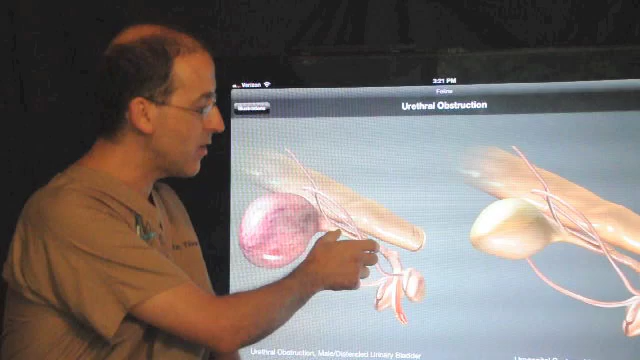 Verizon
3:21 PM
Feline
Urethral Obstruction
Urethral Obstruction, Male/Distended Urinary Bladder